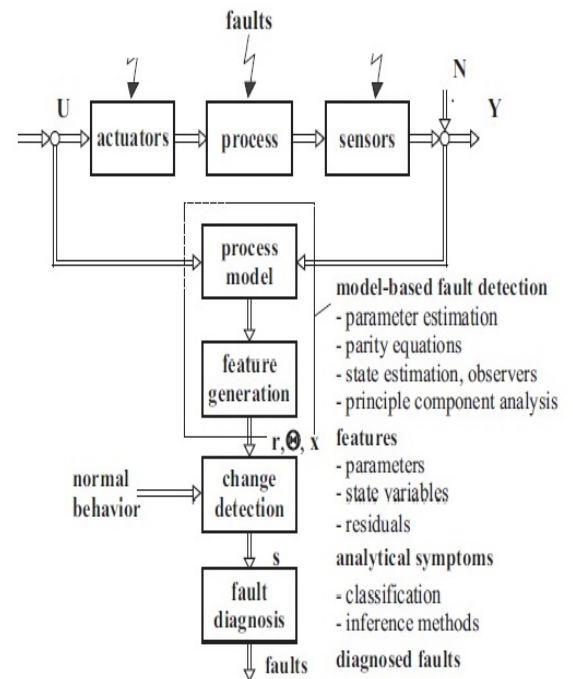 faults
N
U
Y
actuators
process
sensors
process
model
model-based fault detection
- parameter estimation
- parity equations
- state estimation, observers
- principle component analysis
feature
generation
r,Θ, x
features
- parameters
- state variables
- residuals
normal
behavior
change
detection
s
analytical symptoms
- classification
- inference methods
fault
diagnosis
faults
diagnosed faults